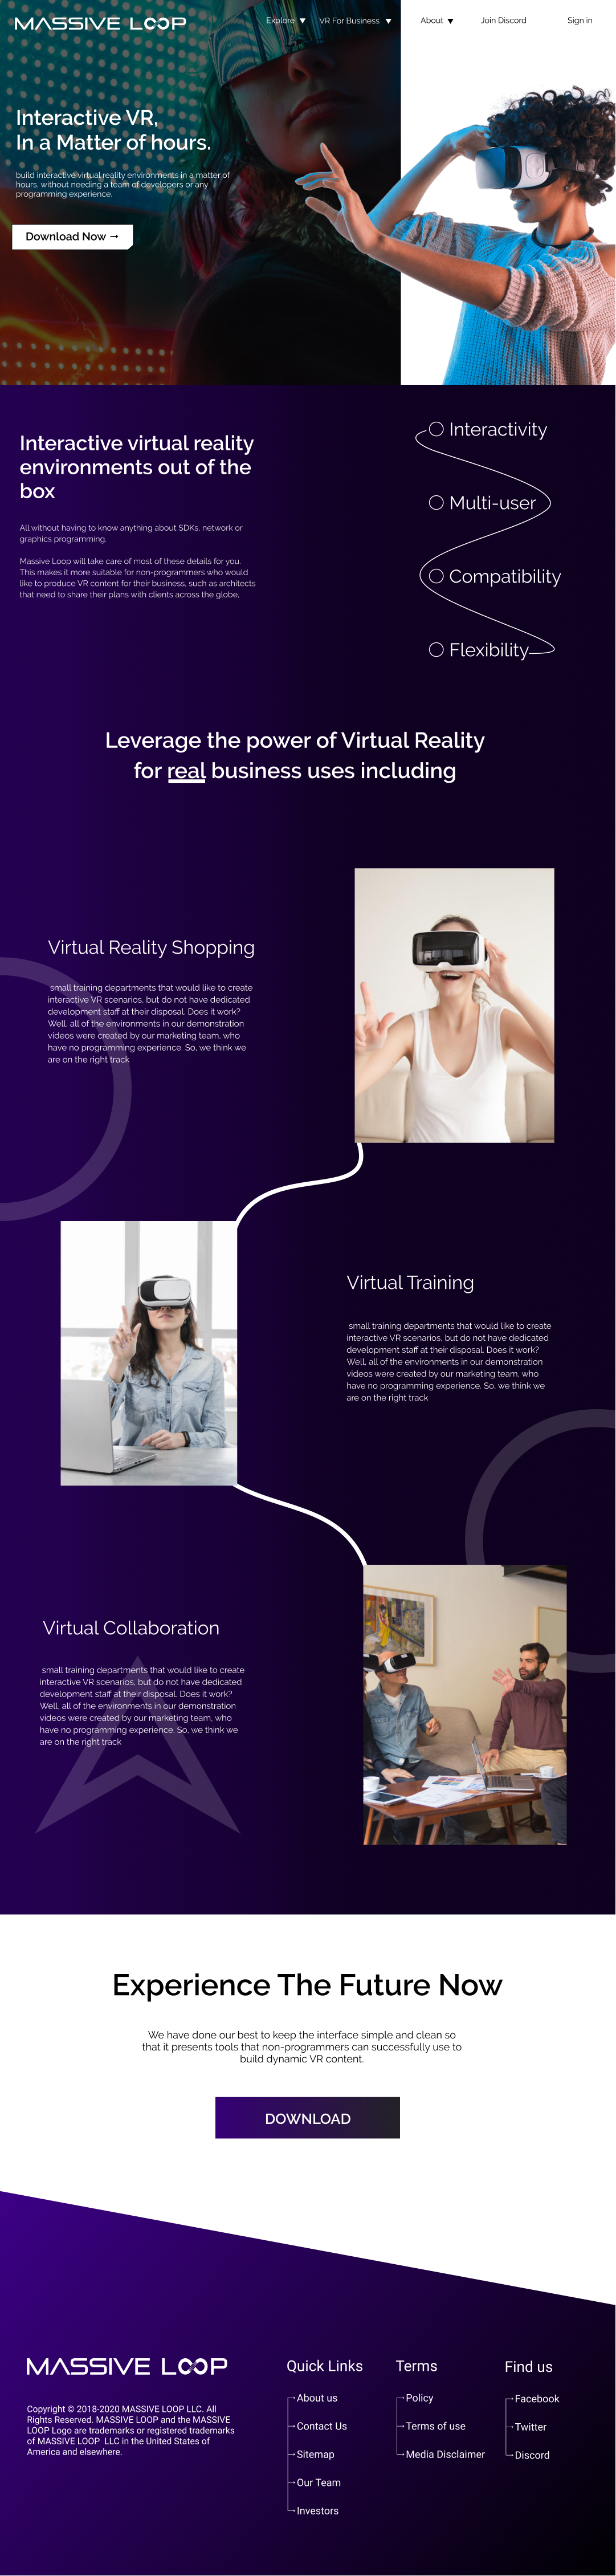 MASSIVE LOOP
Explore ▼ VR For Business ▼ About ▼ Join Discord Sign in
Interactive VR,
In a Matter of hours.
build interactive virtual reality environments in a matter of
hours, without needing a team of developers or any
programming experience.
Download Now →
Interactive virtual reality
environments out of the
box
All without having to know anything about SDKs, network or
graphics programming.
Massive Loop will take care of most of these details for you.
This makes it more suitable for non-programmers who would
like to produce VR content for their business, such as architects
that need to share their plans with clients across the globe,
Interactivity
Multi-user
Compatibility
Flexibility
Leverage the power of Virtual Reality
for real business uses including
Virtual Reality Shopping
small training departments that would like to create
interactive VR scenarios, but do not have dedicated
development staff at their disposal. Does it work?
Well, all of the environments in our demonstration
videos were created by our marketing team, who
have no programming experience. So, we think we
are on the right track
Virtual Training
small training departments that would like to create
interactive VR scenarios, but do not have dedicated
development staff at their disposal. Does it work?
Well, all of the environments in our demonstration
videos were created by our marketing team, who
have no programming experience. So, we think we
are on the right track
Virtual Collaboration
small training departments that would like to create
interactive VR scenarios, but do not have dedicated
development staff at their disposal. Does it work?
Well, all of the environments in our demonstration
videos were created by our marketing team, who
have no programming experience. So, we think we
are on the right track
Experience The Future Now
We have done our best to keep the interface simple and clean so
that it presents tools that non-programmers can successfully use to
build dynamic VR content.
DOWNLOAD
MASSIVE LOOP
Copyright © 2018-2020 MASSIVE LOOP LLC. All
Rights Reserved. MASSIVE LOOP and the MASSIVE
LOOP Logo are trademarks or registered trademarks
of MASSIVE LOOP LLC in the United States of
America and elsewhere.
Quick Links
About us
Contact Us
Sitemap
Our Team
Investors
Terms
Policy
Terms of use
Media Disclaimer
Find us
Facebook
Twitter
Discord